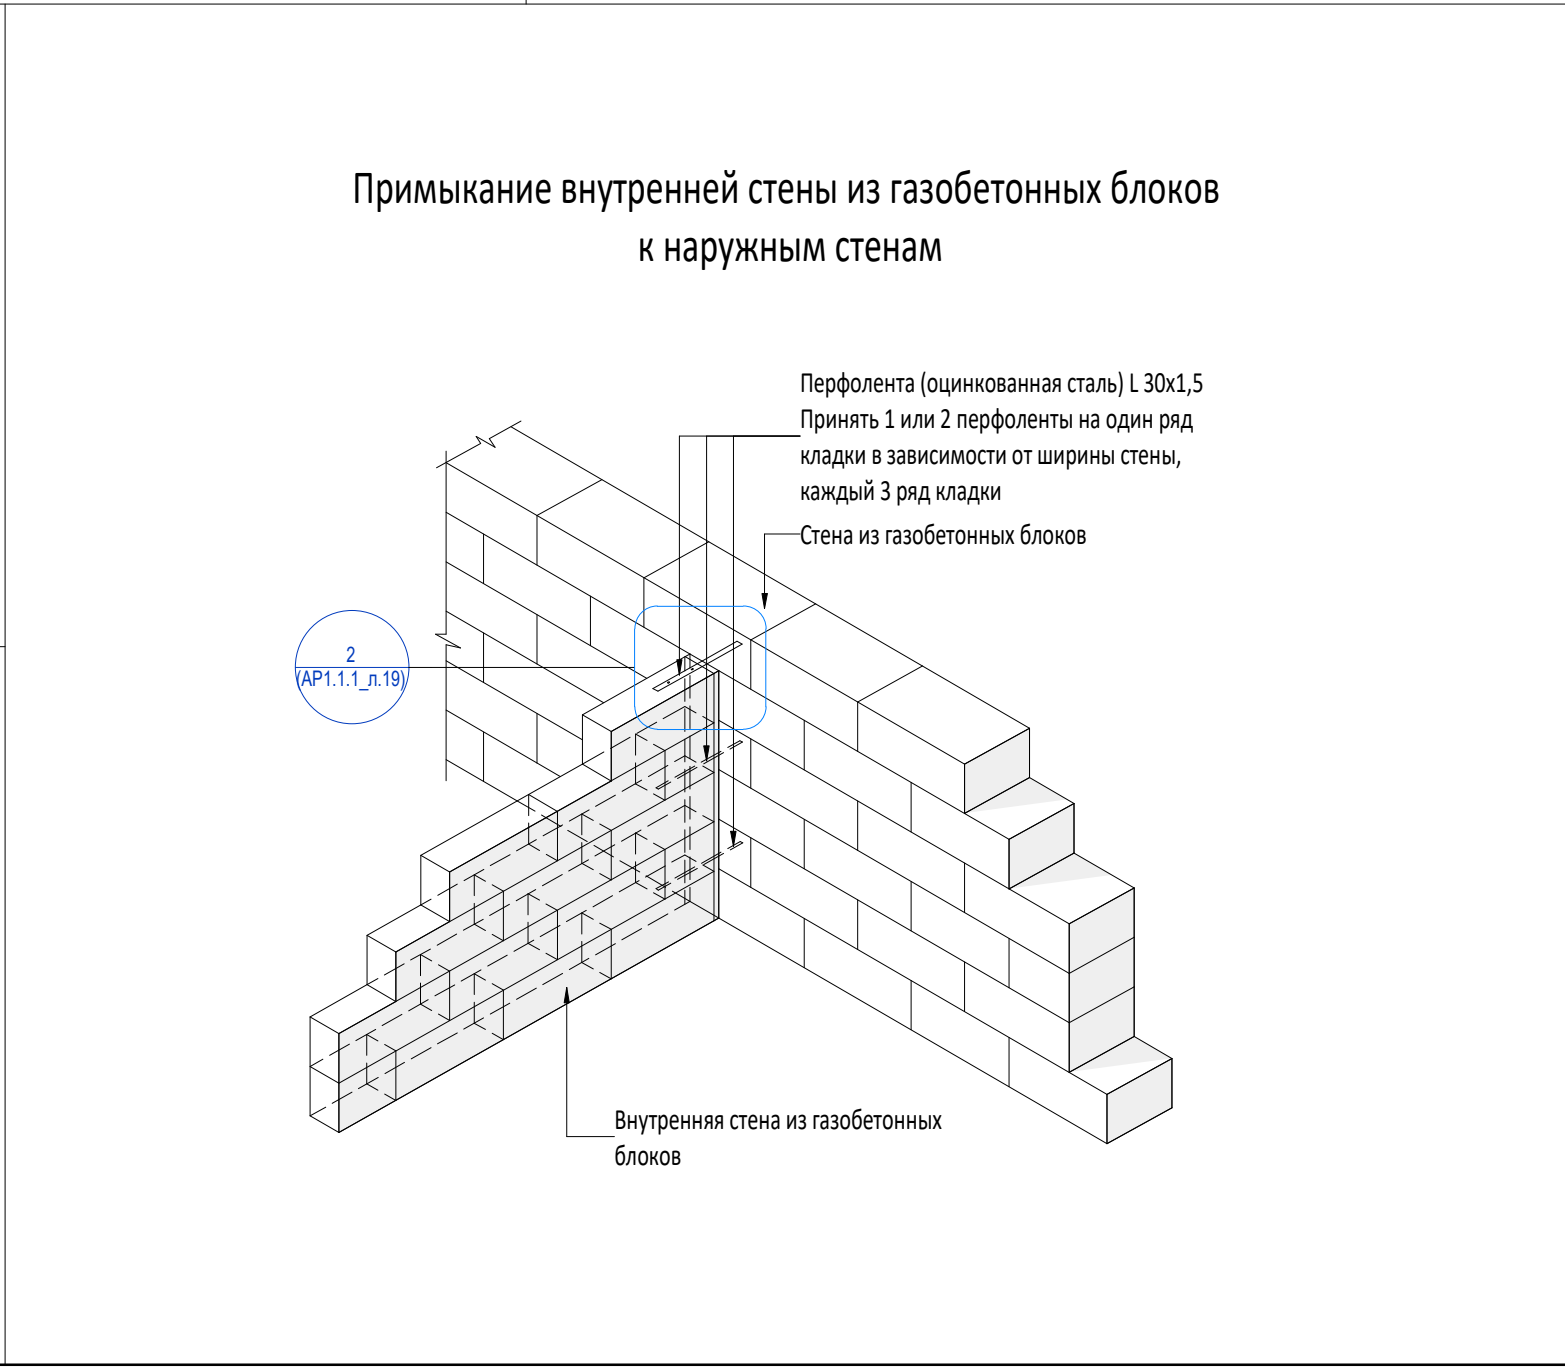 Примыкание внутренней стены из газобетонных блоков
к наружным стенам
Перфолента (оцинкованная сталь) L 30x1,5
Принять 1 или 2 перфоленты на один ряд
кладки в зависимости от ширины стены,
каждый 3 ряд кладки
Стена из газобетонных блоков
2
(АР1.1.1_л.19)
Внутренняя стена из газобетонных
блоков